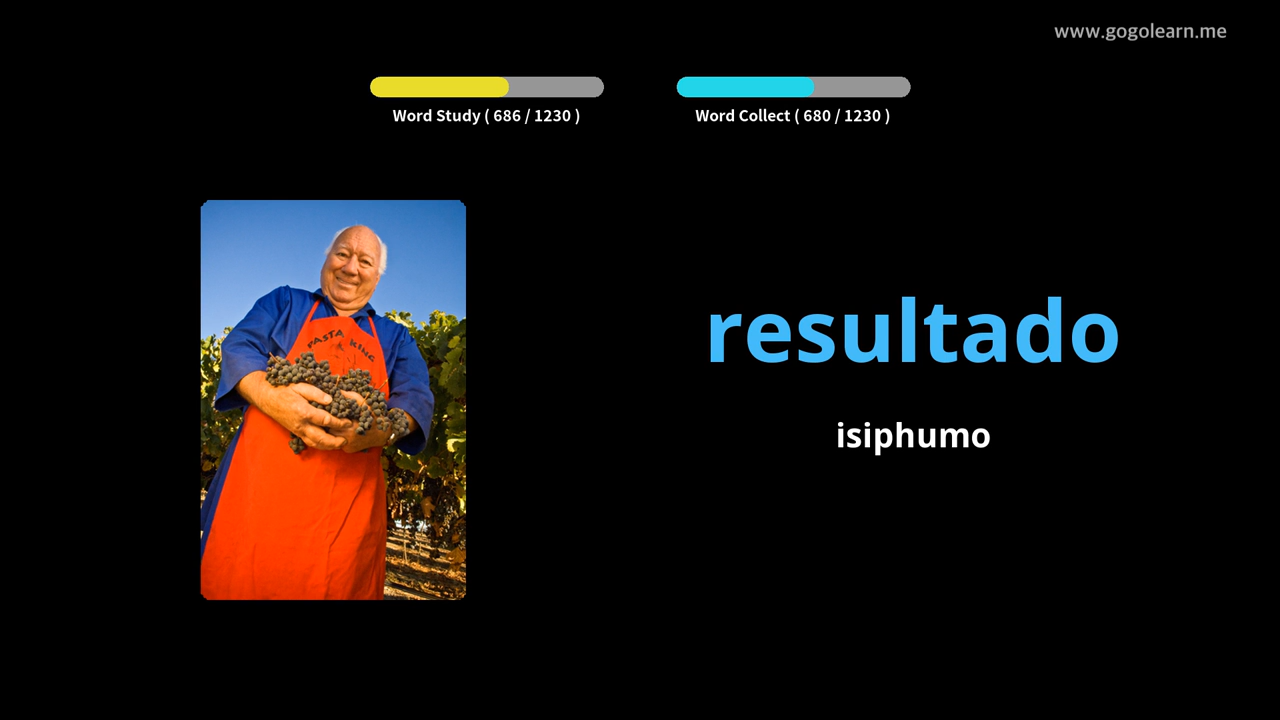 www.gogolearn.me
Word Study ( 686 / 1230 )
Word Collect ( 680 / 1230 )
PASTA KING
resultado
isiphumo